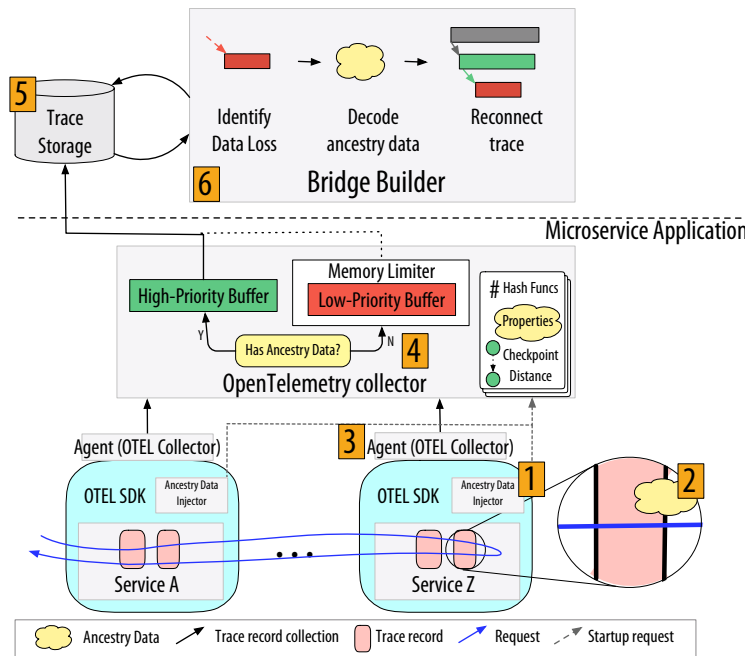 5
Trace
Storage
Identify
Data Loss
Decode
ancestry data
Reconnect
trace
6
Bridge Builder
Microservice Application
High-Priority Buffer
Memory Limiter
Low-Priority Buffer
# Hash Funcs
Properties
Checkpoint
Distance
Y
Has Ancestry Data?
N
4
OpenTelemetry collector
Agent (OTEL Collector)
3
Agent (OTEL Collector)
OTEL SDK
Ancestry Data
Injector
OTEL SDK
Ancestry Data
Injector
1
2
Service A
...
Service Z
Ancestry Data
Trace record collection
Trace record
Request
Startup request